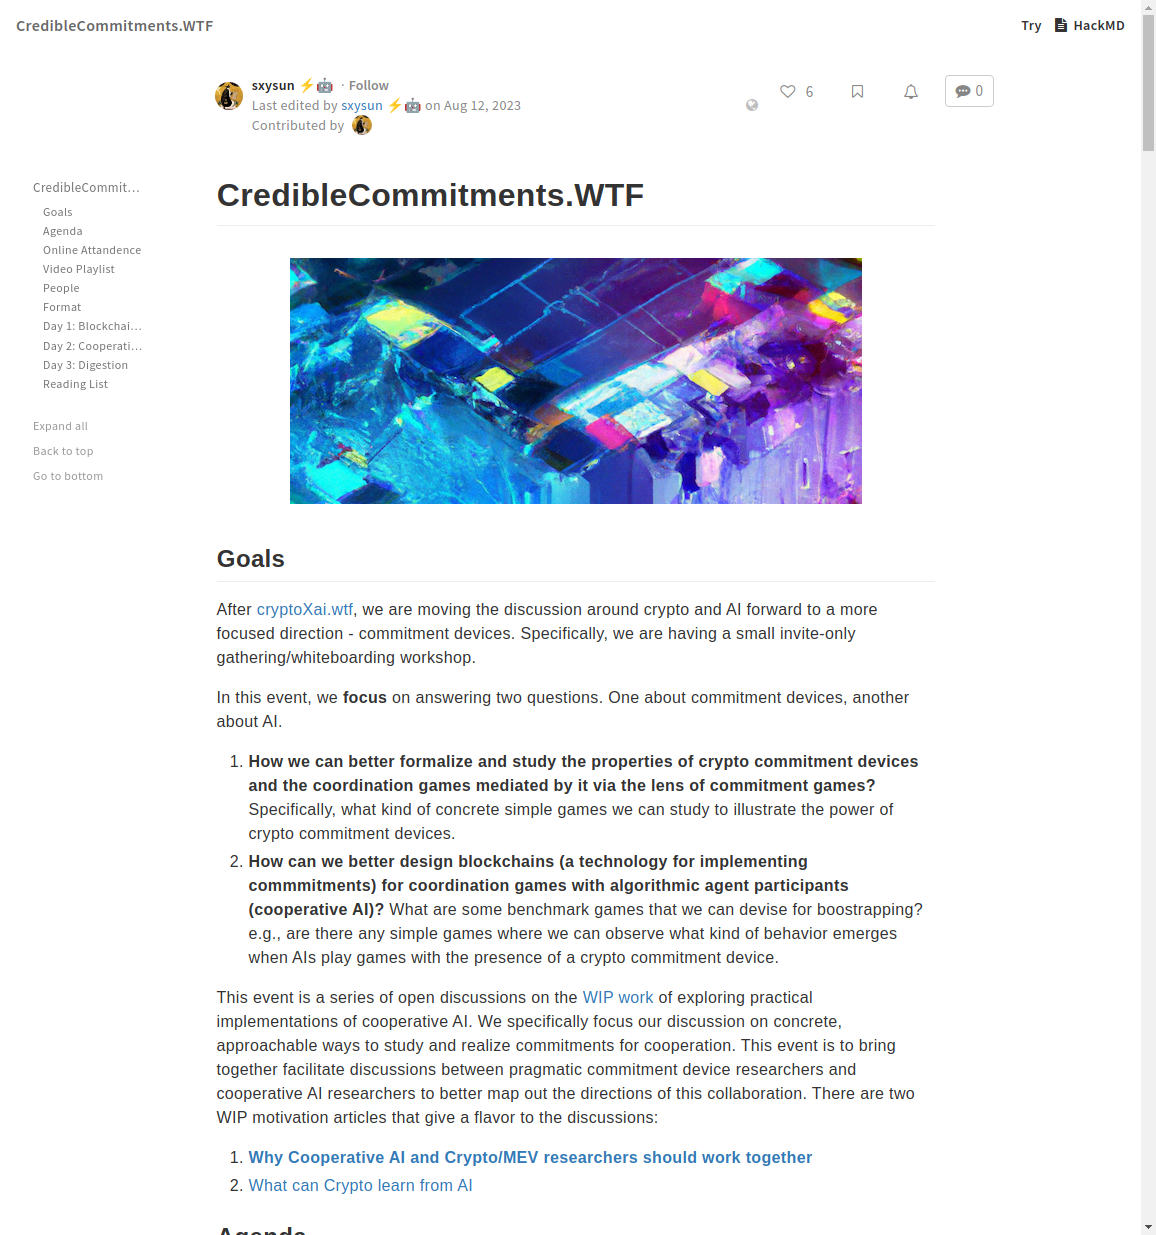 CredibleCommitments.WTF
Try HackMD
sxysun ⚡🤖 · Follow
Last edited by sxysun ⚡🤖 on Aug 12, 2023
Contributed by
6
0
CredibleCommit…
Goals
Agenda
Online Attandence
Video Playlist
People
Format
Day 1: Blockchai…
Day 2: Cooperati…
Day 3: Digestion
Reading List
Expand all
Back to top
Go to bottom
CredibleCommitments.WTF
Goals
After cryptoXai.wtf, we are moving the discussion around crypto and AI forward to a more
focused direction - commitment devices. Specifically, we are having a small invite-only
gathering/whiteboarding workshop.
In this event, we focus on answering two questions. One about commitment devices, another
about AI.
1. How we can better formalize and study the properties of crypto commitment devices
and the coordination games mediated by it via the lens of commitment games?
Specifically, what kind of concrete simple games we can study to illustrate the power of
crypto commitment devices.
2. How can we better design blockchains (a technology for implementing
commmitments) for coordination games with algorithmic agent participants
(cooperative AI)? What are some benchmark games that we can devise for boostrapping?
e.g., are there any simple games where we can observe what kind of behavior emerges
when AIs play games with the presence of a crypto commitment device.
This event is a series of open discussions on the WIP work of exploring practical
implementations of cooperative AI. We specifically focus our discussion on concrete,
approachable ways to study and realize commitments for cooperation. This event is to bring
together facilitate discussions between pragmatic commitment device researchers and
cooperative AI researchers to better map out the directions of this collaboration. There are two
WIP motivation articles that give a flavor to the discussions:
1. Why Cooperative AI and Crypto/MEV researchers should work together
2. What can Crypto learn from AI
Agenda